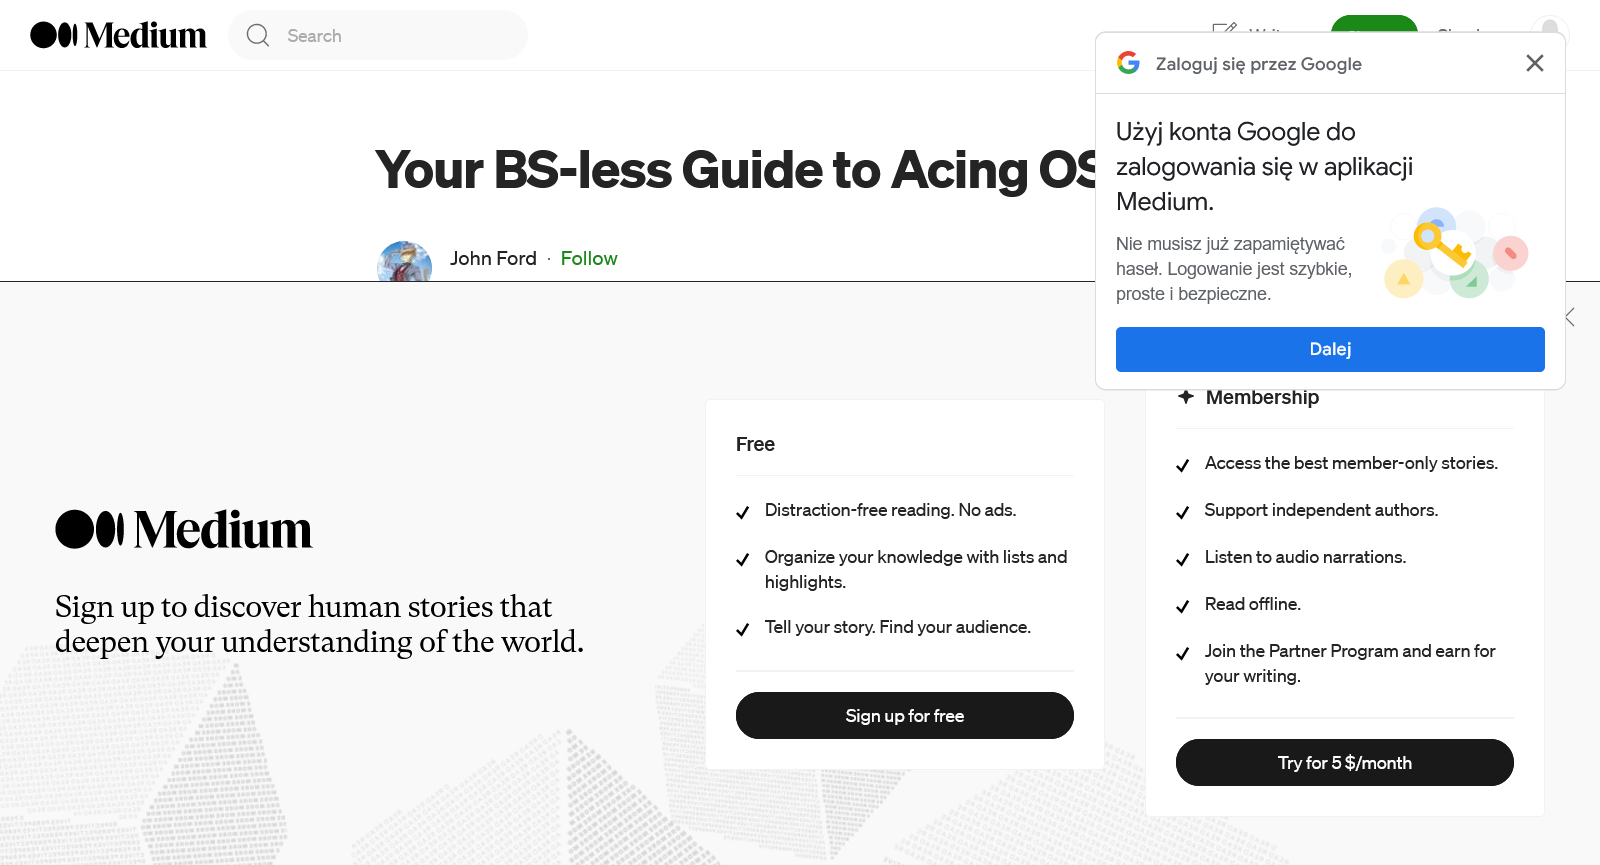 Medium
Search
Your BS-less Guide to Acing
John Ford · Follow
Zaloguj się przez Google
Użyj konta Google do
zalogowania się w aplikacji
Medium.
Nie musisz już zapamiętywać
haseł. Logowanie jest szybkie,
proste i bezpieczne.
Dalej
Medium
Sign up to discover human stories that
deepen your understanding of the world.
Free
Distraction-free reading. No ads.
Organize your knowledge with lists and
highlights.
Tell your story. Find your audience.
Sign up for free
Membership
Access the best member-only stories.
Support independent authors.
Listen to audio narrations.
Read offline.
Join the Partner Program and earn for
your writing.
Try for 5 $/month